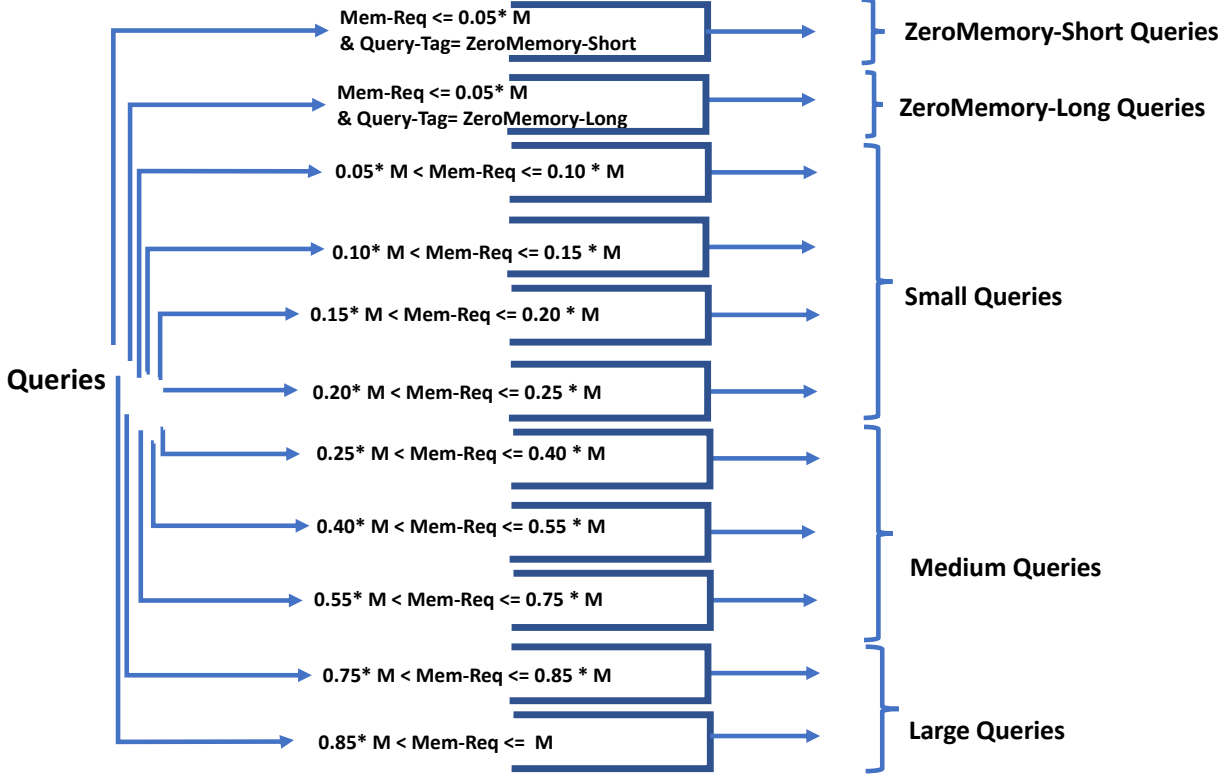 Mem-Req <= 0.05* M
& Query-Tag= ZeroMemory-Short
ZeroMemory-Short Queries
Mem-Req <= 0.05* M
& Query-Tag= ZeroMemory-Long
ZeroMemory-Long Queries
0.05* M < Mem-Req <= 0.10 * M
0.10* M < Mem-Req <= 0.15 * M
Small Queries
0.15* M < Mem-Req <= 0.20 * M
Queries
0.20* M < Mem-Req <= 0.25 * M
0.25* M < Mem-Req <= 0.40 * M
0.40* M < Mem-Req <= 0.55 * M
Medium Queries
0.55* M < Mem-Req <= 0.75 * M
0.75* M < Mem-Req <= 0.85 * M
Large Queries
0.85* M < Mem-Req <= M